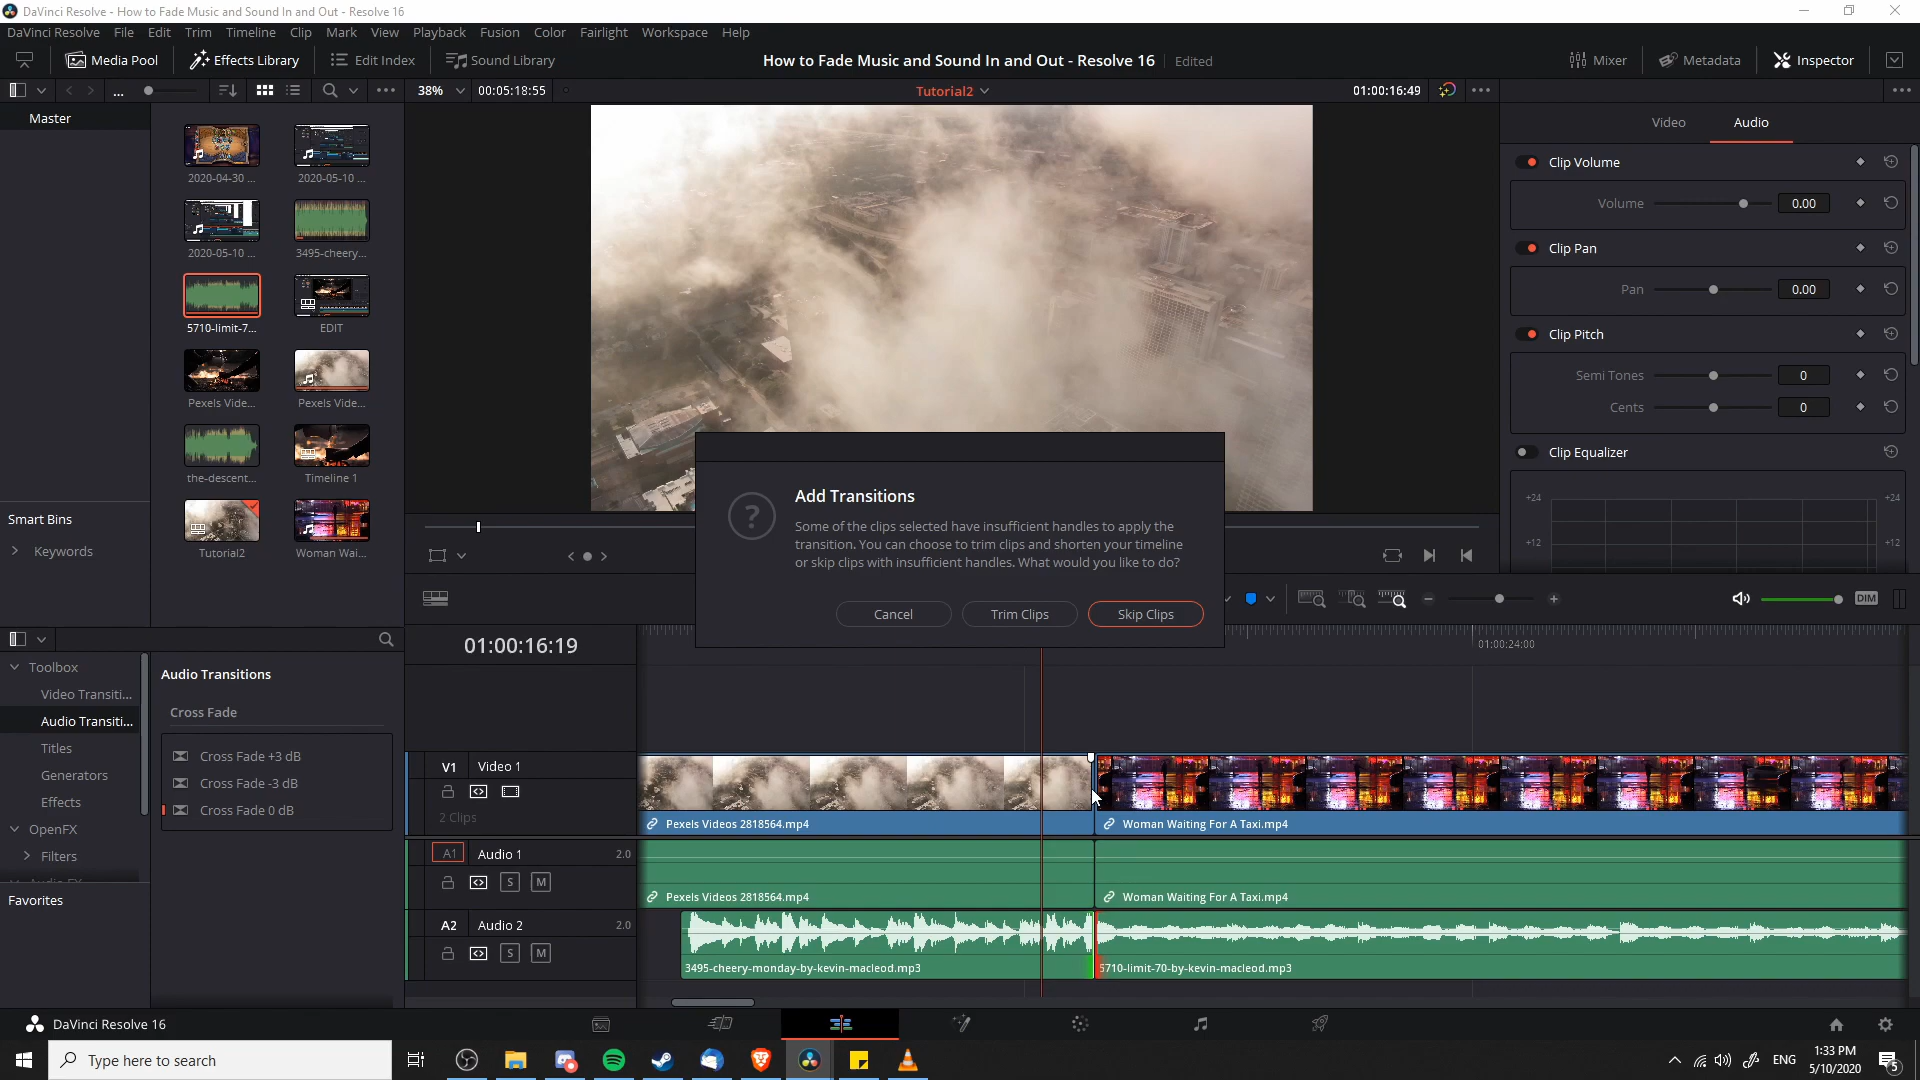 DaVinci Resolve - How to Fade Music and Sound In and Out - Resolve 16
DaVinci Resolve File Edit Trim Timeline Clip Mark View Playback Fusion Color Fairlight Workspace Help
Media Pool Effects Library Edit Index Sound Library
How to Fade Music and Sound In and Out - Resolve 16 Edited
Mixer Metadata Inspector
... 38% 00:05:18:55 Tutorial2 01:00:16:49
Master
2020-04-30 ... 2020-05-10 ...
2020-05-10 ... 3495-cheery...
5710-limit-7... EDIT
Pexels Vide... Pexels Vide...
the-descent... Timeline 1
Tutorial2 Woman Wai...
Smart Bins
Keywords
Video Audio
Clip Volume
Volume 0.00
Clip Pan
Pan 0.00
Clip Pitch
Semi Tones 0
Cents 0
Clip Equalizer
+24 +24
+12 +12
?
Add Transitions
Some of the clips selected have insufficient handles to apply the
transition. You can choose to trim clips and shorten your timeline
or skip clips with insufficient handles. What would you like to do?
Cancel Trim Clips Skip Clips
DIM
01:00:16:19
01:00:24:00
Toolbox
Video Transiti...
Audio Transiti...
Titles
Generators
Effects
OpenFX
Filters
Favorites
Audio Transitions
Cross Fade
Cross Fade +3 dB
Cross Fade -3 dB
Cross Fade 0 dB
V1 Video 1
2 Clips
Pexels Videos 2818564.mp4 Woman Waiting For A Taxi.mp4
A1 Audio 1 2.0
S M
Pexels Videos 2818564.mp4 Woman Waiting For A Taxi.mp4
A2 Audio 2 2.0
S M
3495-cheery-monday-by-kevin-macleod.mp3 5710-limit-70-by-kevin-macleod.mp3
DaVinci Resolve 16
Type here to search
ENG
1:33 PM
5/10/2020
5